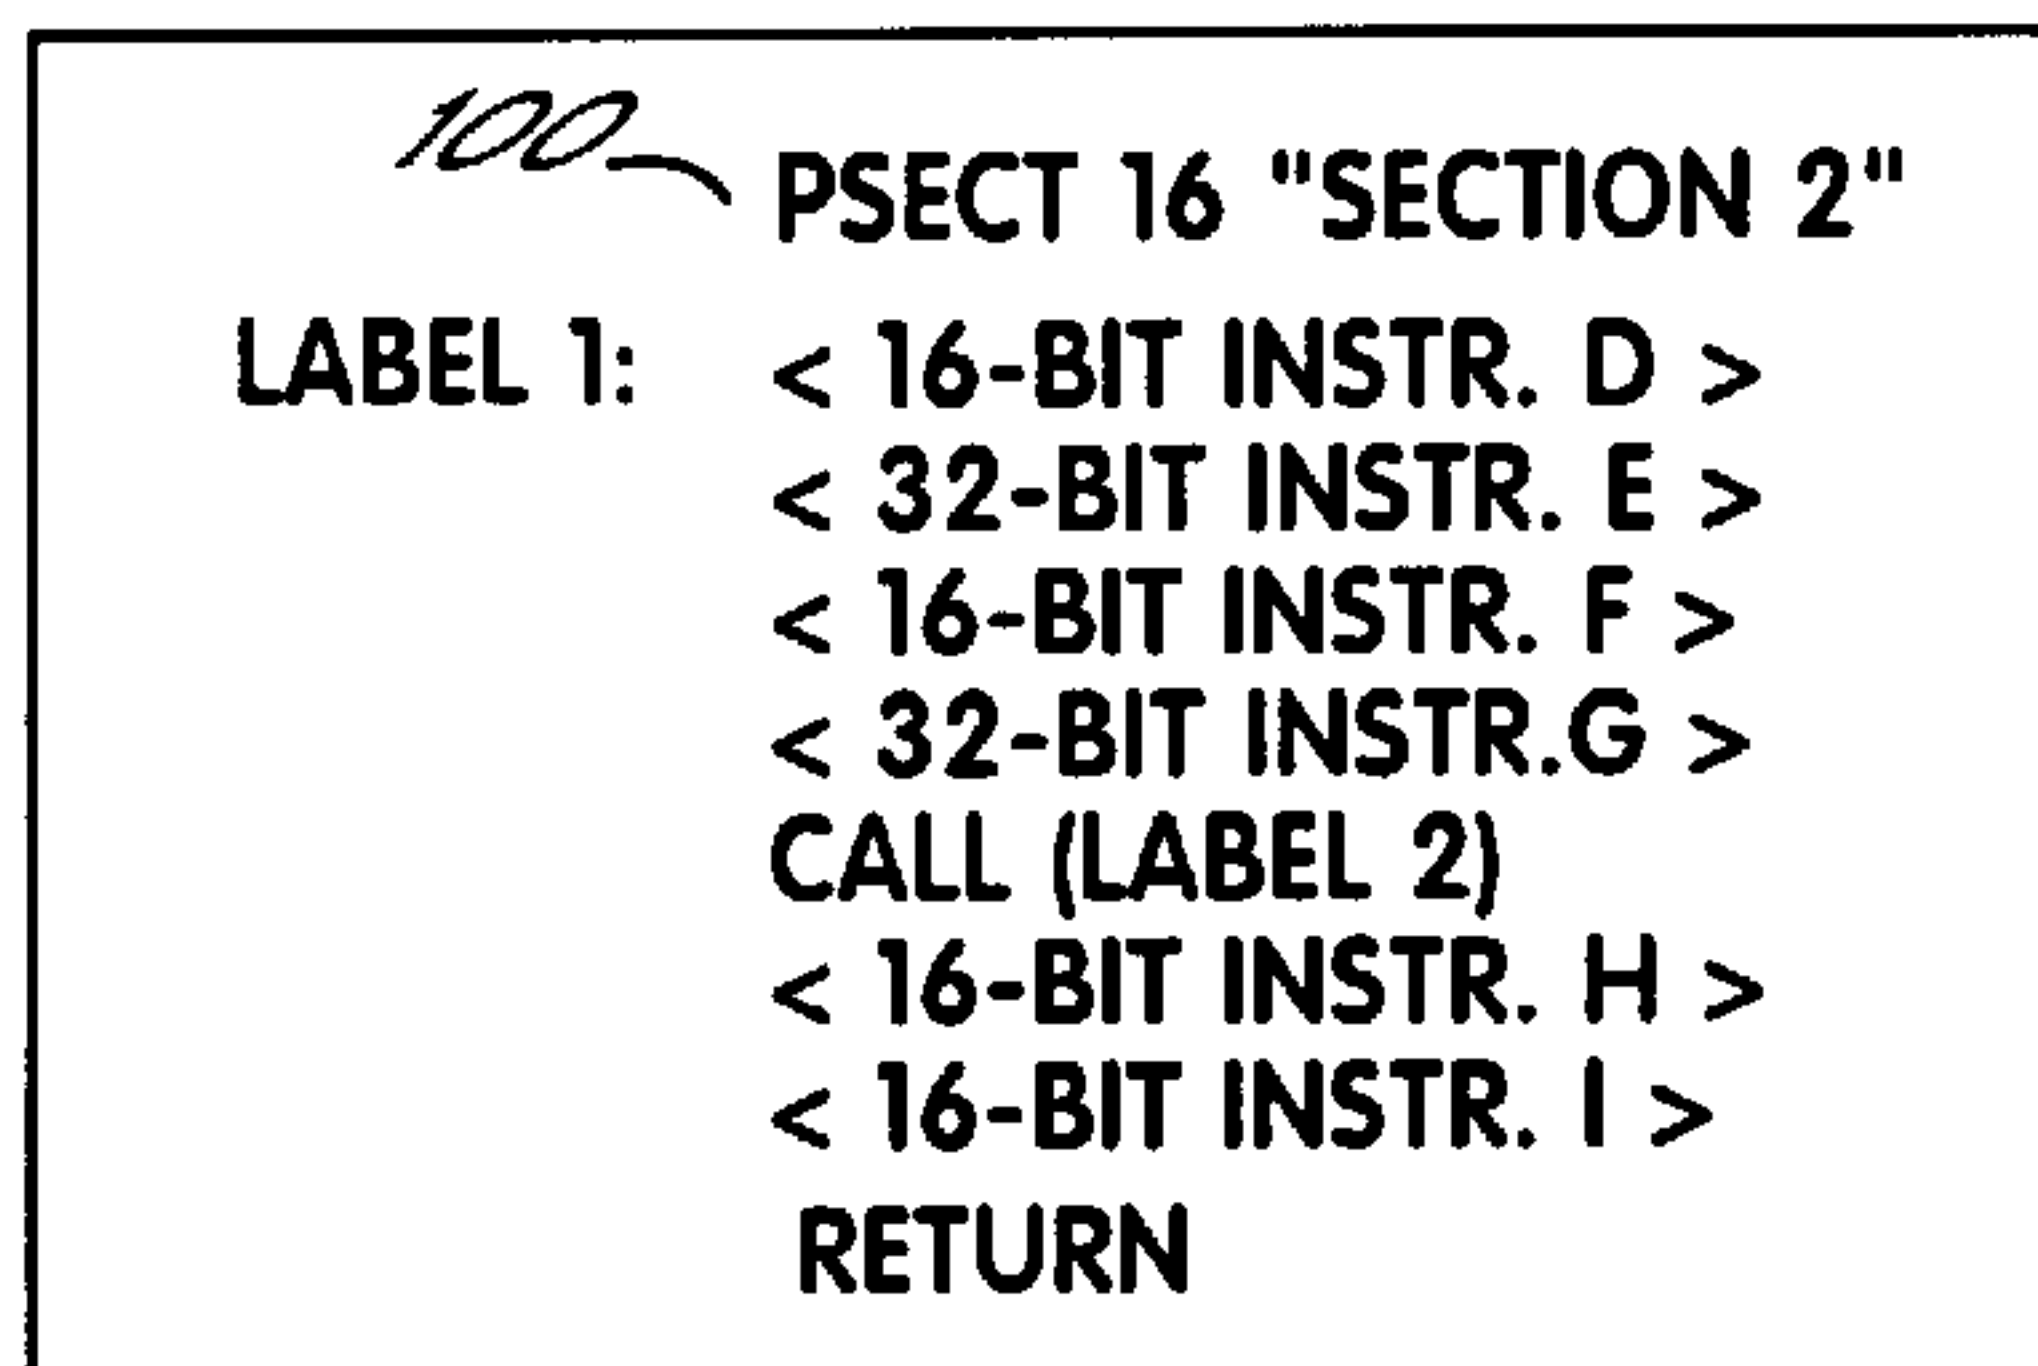 100
PSECT 16 "SECTION 2"
LABEL 1: < 16-BIT INSTR. D >
< 32-BIT INSTR. E >
< 16-BIT INSTR. F >
< 32-BIT INSTR.G >
CALL (LABEL 2)
< 16-BIT INSTR. H >
< 16-BIT INSTR. I >
RETURN